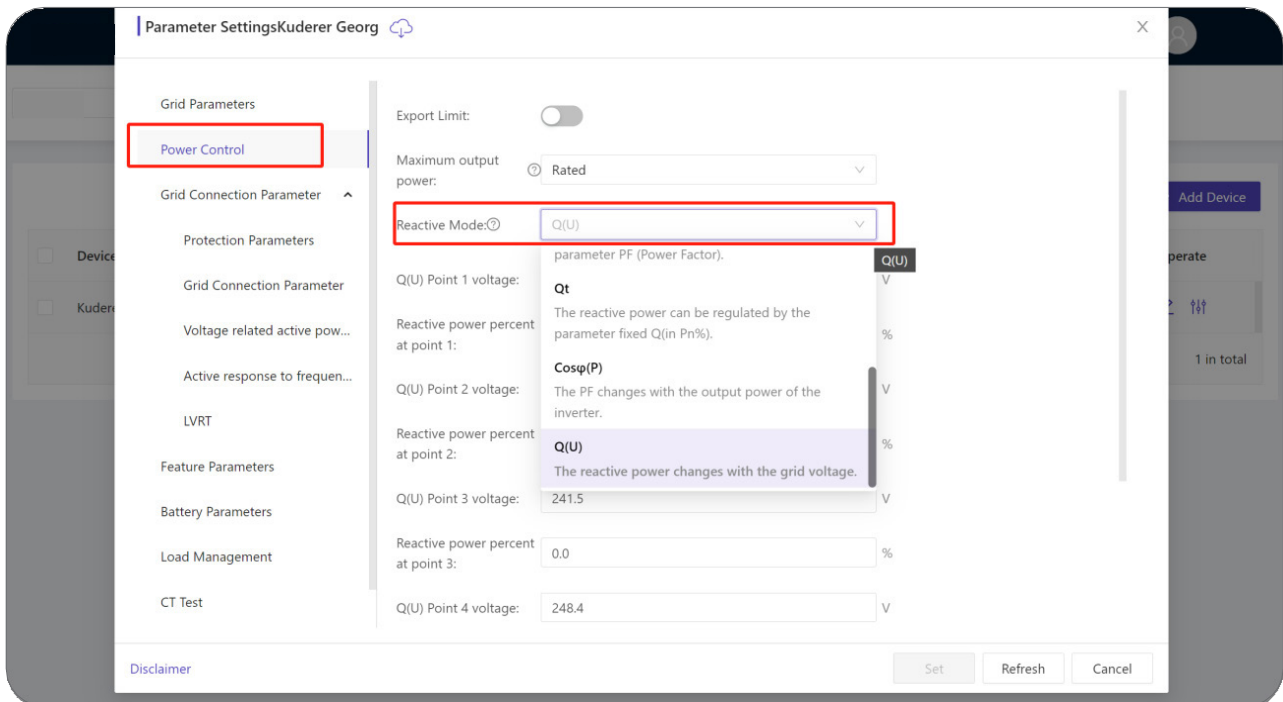 Parameter SettingsKuderer Georg
Grid Parameters
Power Control
Grid Connection Parameter
Protection Parameters
Grid Connection Parameter
Voltage related active pow...
Active response to frequen...
LVRT
Feature Parameters
Battery Parameters
Load Management
CT Test
Export Limit:
Maximum output
power:
Rated
Reactive Mode:
Q(U)
parameter PF (Power Factor).
Q(U)
Qt
The reactive power can be regulated by the
parameter fixed Q(in Pn%).
Cosφ(P)
The PF changes with the output power of the
inverter.
Q(U)
The reactive power changes with the grid voltage.
Q(U) Point 1 voltage:
V
Reactive power percent
at point 1:
%
Q(U) Point 2 voltage:
V
Reactive power percent
at point 2:
%
Q(U) Point 3 voltage:
241.5
V
Reactive power percent
at point 3:
0.0
%
Q(U) Point 4 voltage:
248.4
V
Disclaimer
Set
Refresh
Cancel
Add Device
Device
perate
Kudere
1 in total